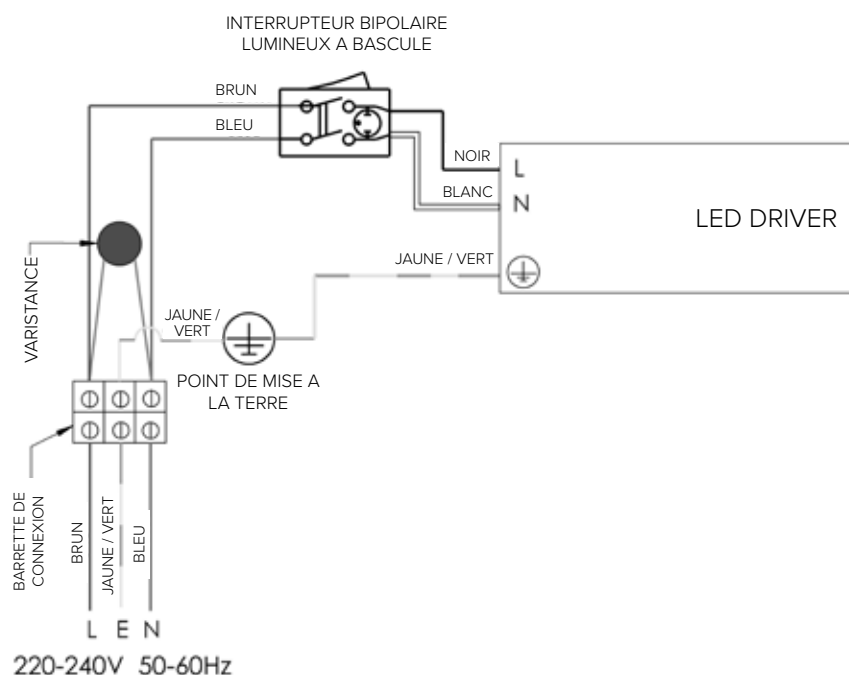 INTERRUPTEUR BIPOLAIRE
LUMINEUX A BASCULE
BRUN
BLEU
NOIR
L
BLANC
N
LED DRIVER
JAUNE / VERT
VARISTANCE
JAUNE /
VERT
POINT DE MISE A
LA TERRE
BARRETTE DE
CONNEXION
BRUN
JAUNE / VERT
BLEU
L E N
220-240V 50-60Hz